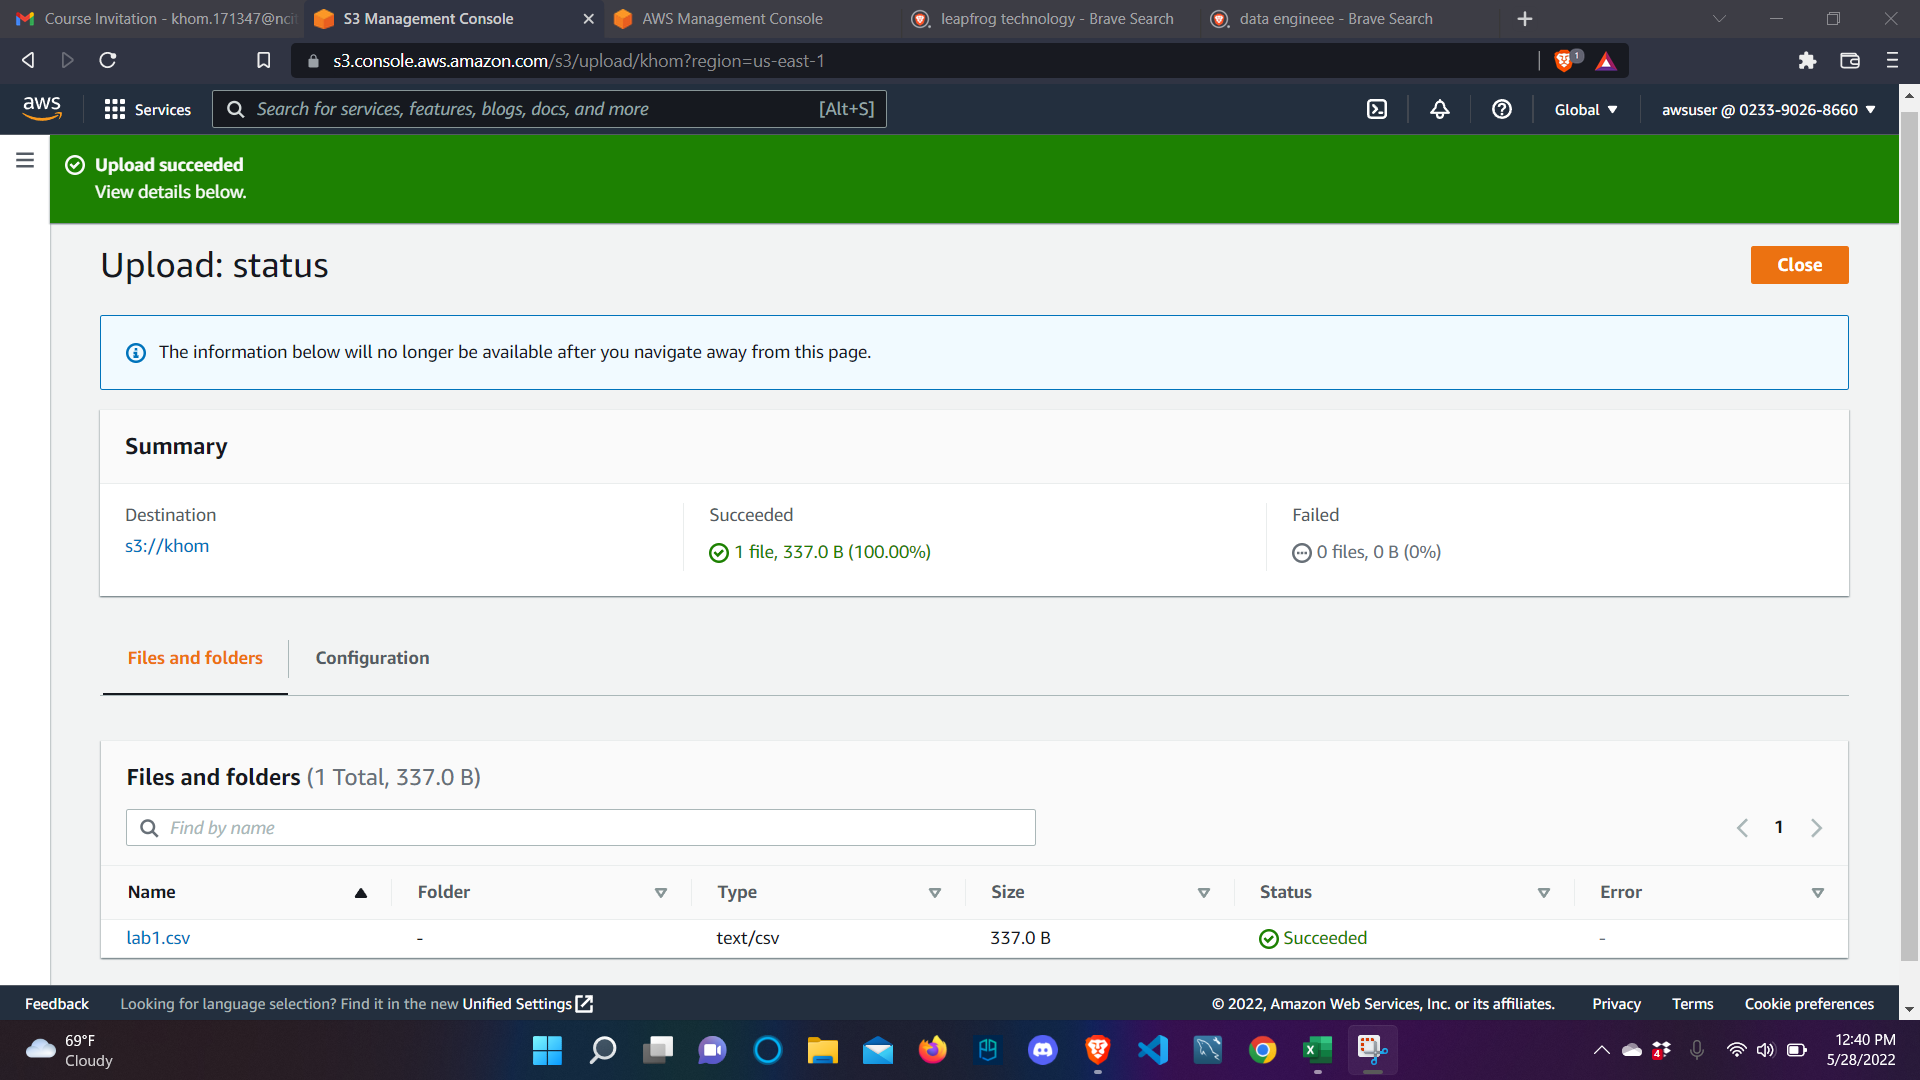 Course Invitation - khom.171347@ncit
S3 Management Console
AWS Management Console
leapfrog technology - Brave Search
data engineee - Brave Search
s3.console.aws.amazon.com/s3/upload/khom?region=us-east-1
1
aws
Services
Search for services, features, blogs, docs, and more
[Alt+S]
Global
awsuser @ 0233-9026-8660
Upload succeeded
View details below.
Upload: status
Close
The information below will no longer be available after you navigate away from this page.
Summary
Destination
Succeeded
Failed
s3://khom
1 file, 337.0 B (100.00%)
0 files, 0 B (0%)
Files and folders
Configuration
Files and folders (1 Total, 337.0 B)
Find by name
1
Name
Folder
Type
Size
Status
Error
lab1.csv
-
text/csv
337.0 B
Succeeded
-
Feedback
Looking for language selection? Find it in the new Unified Settings
© 2022, Amazon Web Services, Inc. or its affiliates.
Privacy
Terms
Cookie preferences
69°F
Cloudy
4
12:40 PM
5/28/2022